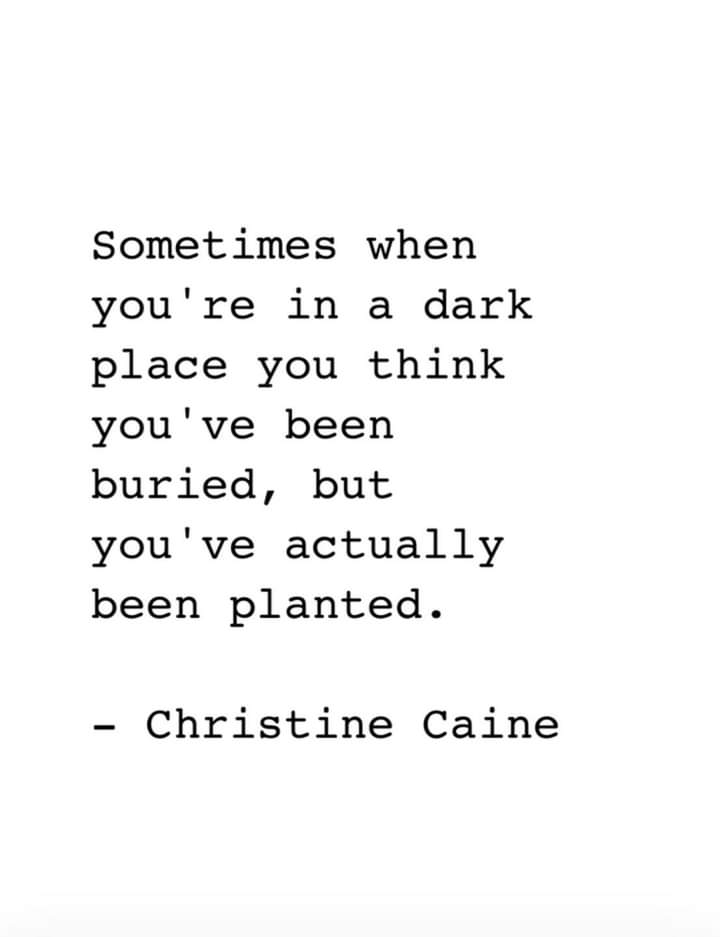 Sometimes when
you're in a dark
place you think
you've been
buried, but
you've actually
been planted.
- Christine Caine